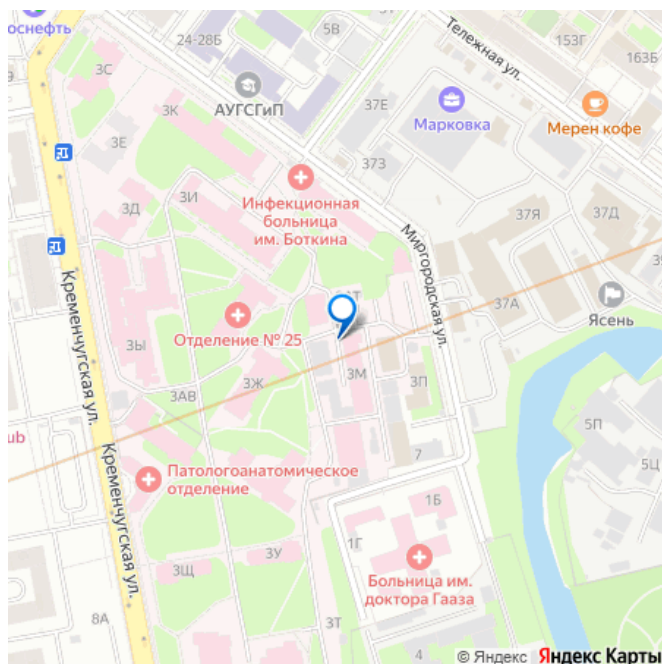 оснефть
24-28Б
5В
Тележная ул.
153Г
163Б
9
3С
АУГСГиП
3К
37Е
Марковка
Мерен кофе
3Е
373
3И
Инфекционная
больница
им. Боткина
3Д
37Я
37Д
Миргородская ул.
Кременчугская ул.
37А
Ясень
Отделение № 25
3Ы
3Ж
3М
3П
3АВ
5П
ub
Кременчугская ул.
Патологоанатомическое
отделение
7
5Ц
1Б
1Г
3У
3Щ
Больница им.
доктора Гааза
8А
3Т
4
© Яндекс Яндекс Карты